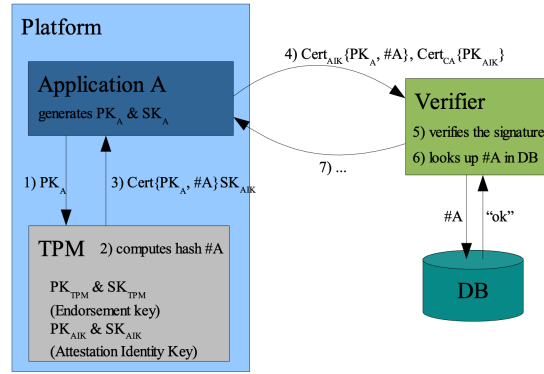 Platform
Application A
generates PK_A & SK_A
1) PK_A
3) Cert{PK_A, #A}SK_AIK
TPM
2) computes hash #A
PK_TPM & SK_TPM
(Endorsement key)
PK_AIK & SK_AIK
(Attestation Identity Key)
4) Cert_AIK{PK_A, #A}, Cert_CA{PK_AIK}
7) ...
Verifier
5) verifies the signature
6) looks up #A in DB
#A
“ok”
DB